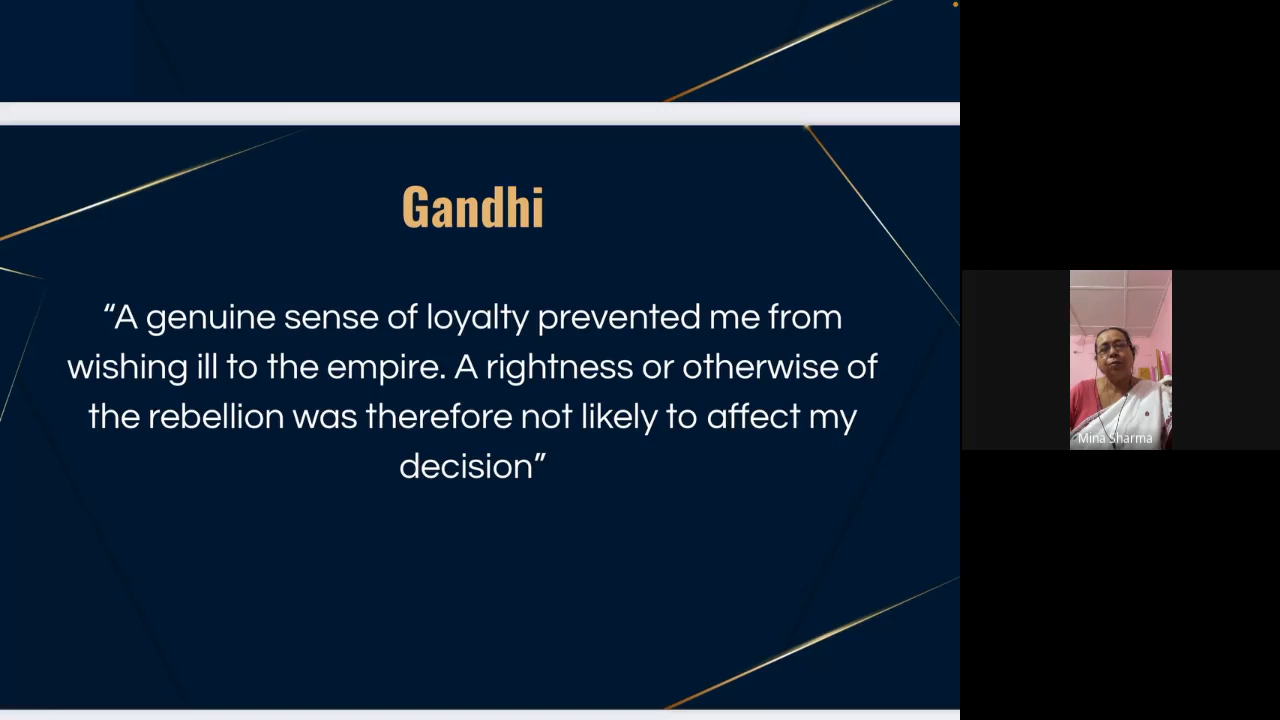 Gandhi
“A genuine sense of loyalty prevented me from
wishing ill to the empire. A rightness or otherwise of
the rebellion was therefore not likely to affect my
decision”
Mina Sharma